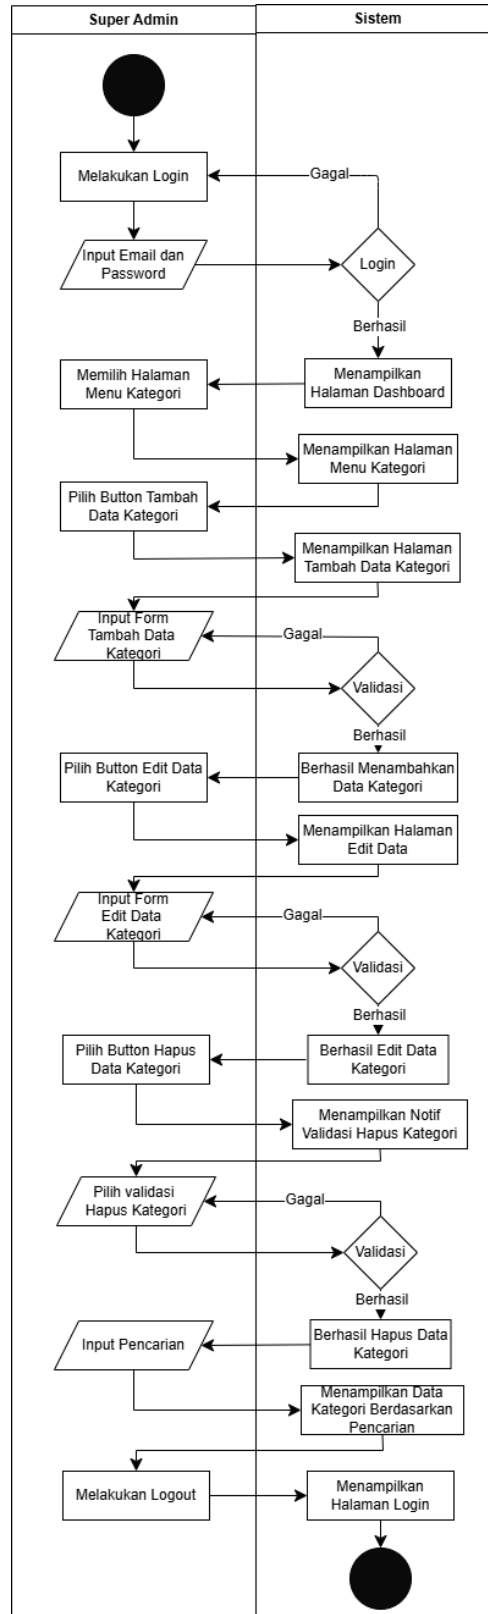 Super Admin
Sistem
Melakukan Login
Gagal
Input Email dan
Password
Login
Berhasil
Memilih Halaman
Menu Kategori
Menampilkan
Halaman Dashboard
Menampilkan Halaman
Menu Kategori
Pilih Button Tambah
Data Kategori
Menampilkan Halaman
Tambah Data Kategori
Input Form
Tambah Data
Kategori
Gagal
Validasi
Berhasil
Pilih Button Edit Data
Kategori
Berhasil Menambahkan
Data Kategori
Menampilkan Halaman
Edit Data
Input Form
Edit Data
Kategori
Gagal
Validasi
Berhasil
Pilih Button Hapus
Data Kategori
Berhasil Edit Data
Kategori
Menampilkan Notif
Validasi Hapus Kategori
Pilih validasi
Hapus Kategori
Gagal
Validasi
Berhasil
Input Pencarian
Berhasil Hapus Data
Kategori
Menampilkan Data
Kategori Berdasarkan
Pencarian
Melakukan Logout
Menampilkan
Halaman Login